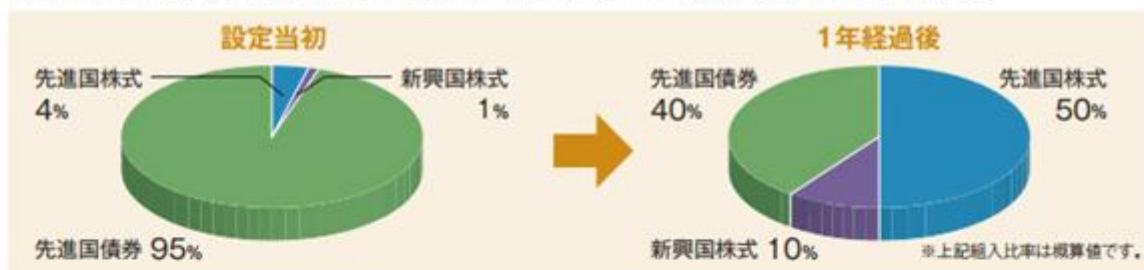 設定当初
先進国株式
4%
新興国株式
1%
先進国債券 95%
1年経過後
先進国債券
40%
先進国株式
50%
新興国株式 10%
※上記組入比率は概算値です。